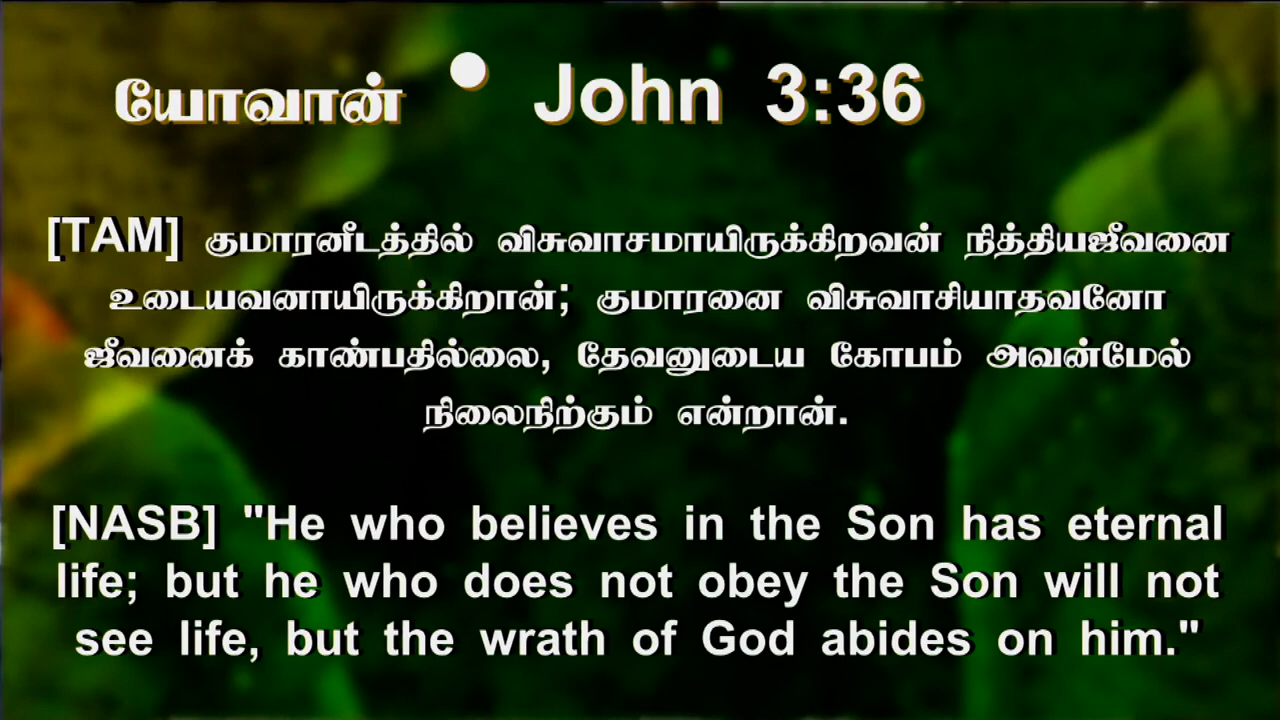 யோவான் • John 3:36
[TAM] குமாரனீடத்தில் விசுவாசமாயிருக்கிறவன் நித்தியஜீவனை
உடையவனாயிருக்கிறான்; குமாரனை விசுவாசியாதவனோ
ஜீவனைக் காண்பதில்லை, தேவனுடைய கோபம் அவன்மேல்
நிலைநிற்கும் என்றான்.
[NASB] "He who believes in the Son has eternal
life; but he who does not obey the Son will not
see life, but the wrath of God abides on him."